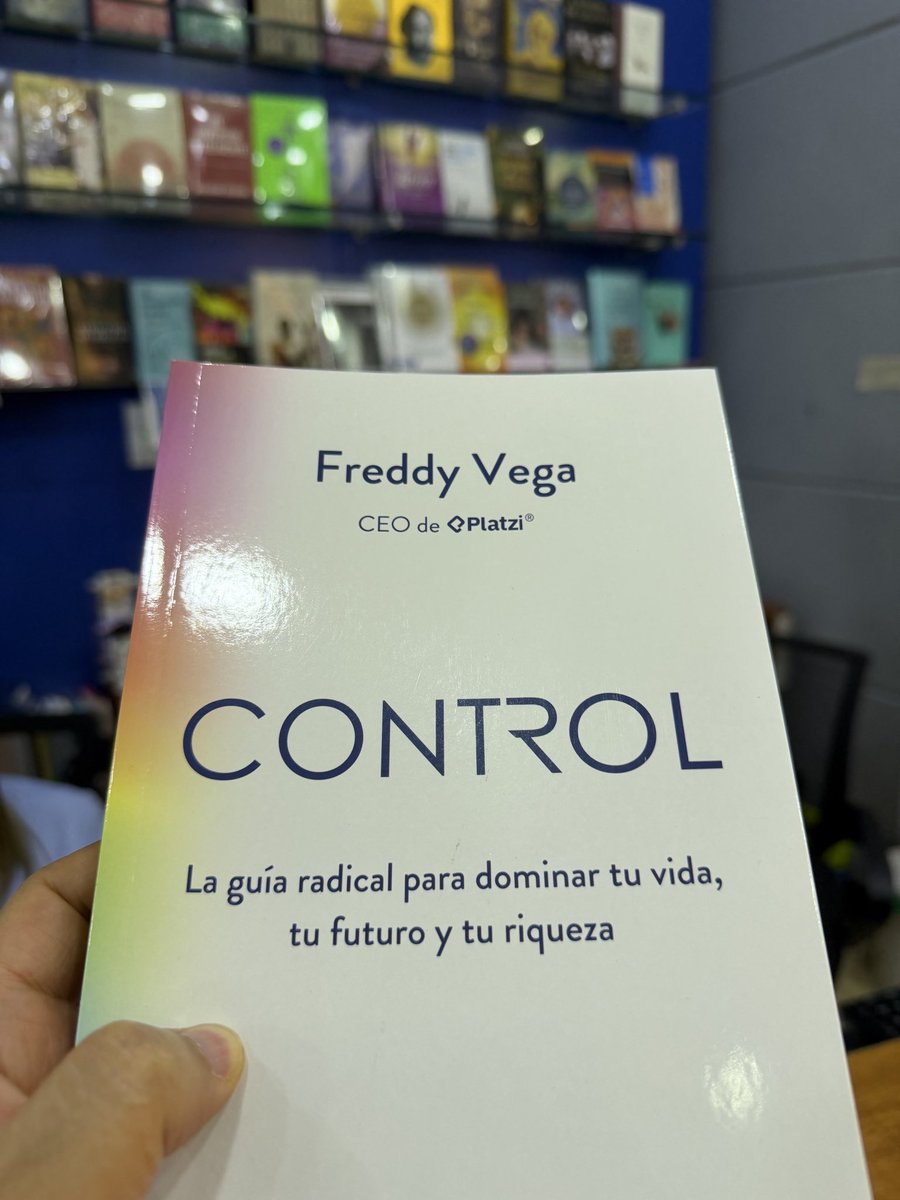 Freddy Vega
CEO de Platzi®
CONTROL
La guía radical para dominar tu vida,
tu futuro y tu riqueza